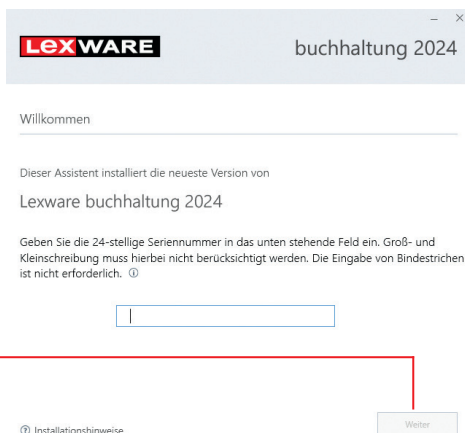 LEXWARE
buchhaltung 2024
Willkommen
Dieser Assistent installiert die neueste Version von
Lexware buchhaltung 2024
Geben Sie die 24-stellige Seriennummer in das unten stehende Feld ein. Groß- und
Kleinschreibung muss hierbei nicht berücksichtigt werden. Die Eingabe von Bindestrichen
ist nicht erforderlich.
Installationshinweise
Weiter